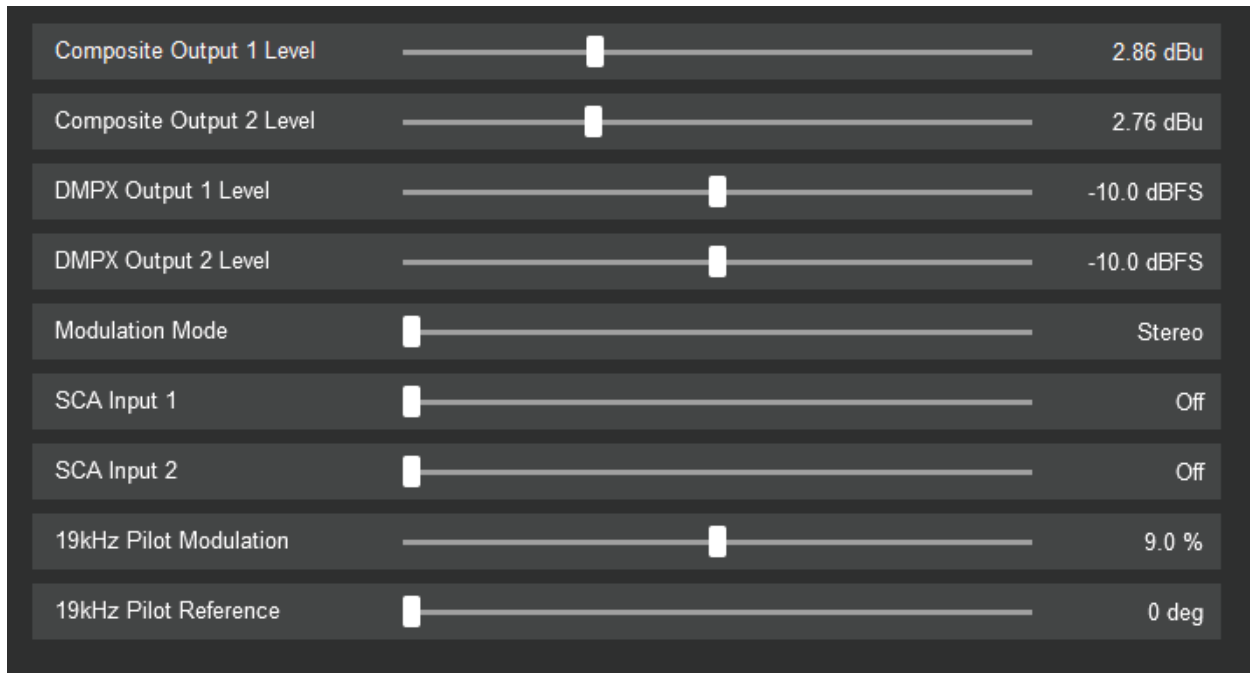 Composite Output 1 Level 2.86 dBu
Composite Output 2 Level 2.76 dBu
DMPX Output 1 Level -10.0 dBFS
DMPX Output 2 Level -10.0 dBFS
Modulation Mode Stereo
SCA Input 1 Off
SCA Input 2 Off
19kHz Pilot Modulation 9.0 %
19kHz Pilot Reference 0 deg